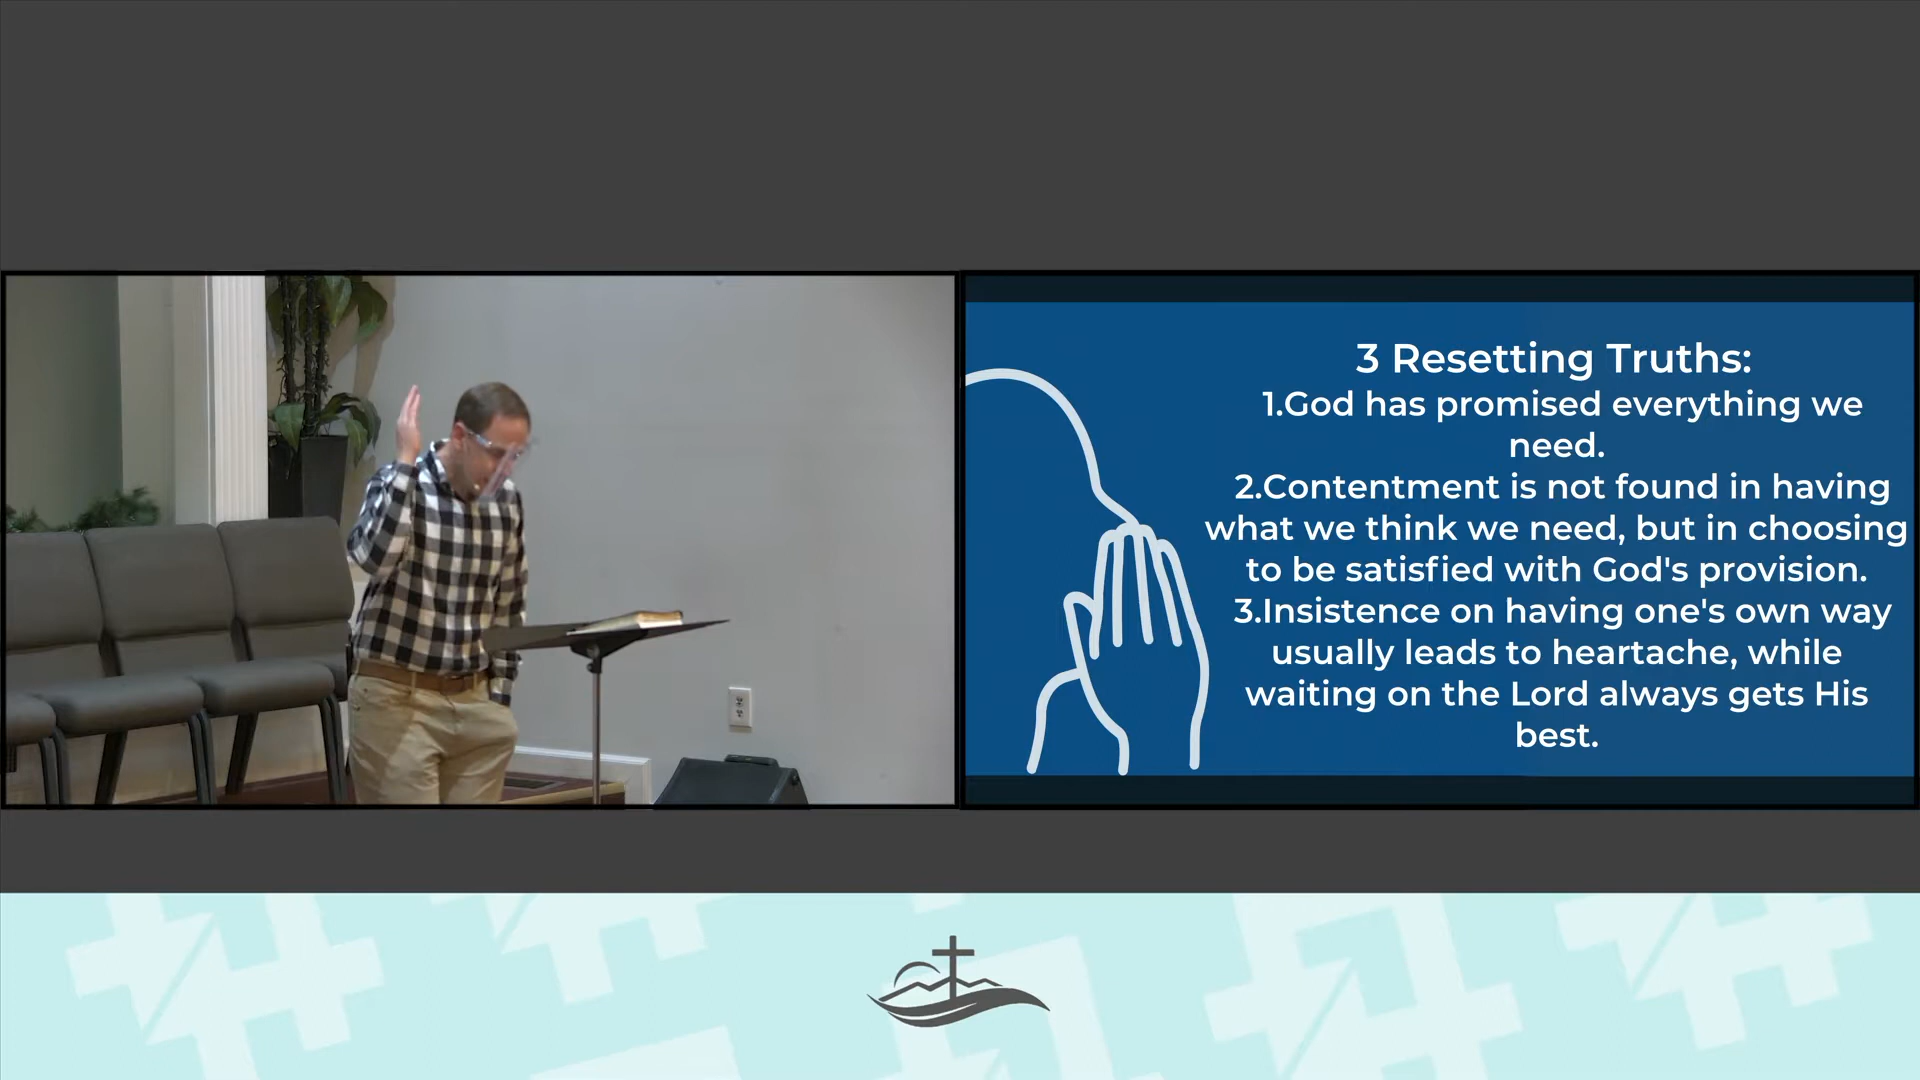 3 Resetting Truths:
1.God has promised everything we
need.
2.Contentment is not found in having
what we think we need, but in choosing
to be satisfied with God's provision.
3.Insistence on having one's own way
usually leads to heartache, while
waiting on the Lord always gets His
best.